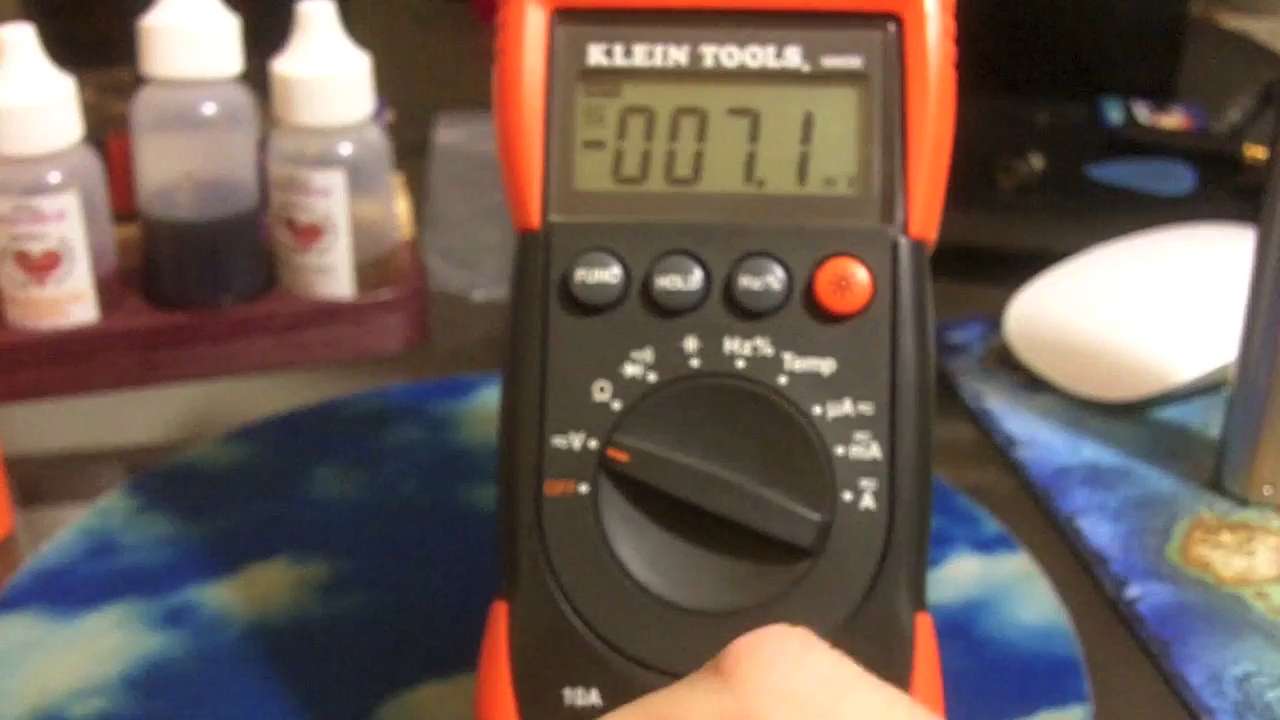 KLEIN TOOLS
-007.1
FUNC HOLD Hz%
Hz%
Temp
Ω
µA
V
mA
OFF
A
10A